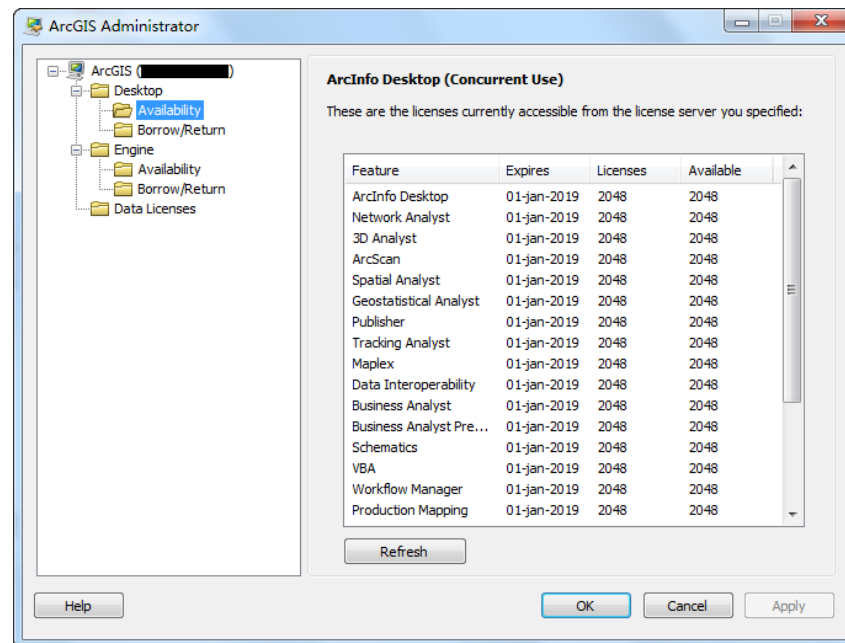 ArcGIS Administrator
ArcGIS ( )
Desktop
Availability
Borrow/Return
Engine
Availability
Borrow/Return
Data Licenses
ArcInfo Desktop (Concurrent Use)
These are the licenses currently accessible from the license server you specified:
Feature Expires Licenses Available
ArcInfo Desktop 01-jan-2019 2048 2048
Network Analyst 01-jan-2019 2048 2048
3D Analyst 01-jan-2019 2048 2048
ArcScan 01-jan-2019 2048 2048
Spatial Analyst 01-jan-2019 2048 2048
Geostatistical Analyst 01-jan-2019 2048 2048
Publisher 01-jan-2019 2048 2048
Tracking Analyst 01-jan-2019 2048 2048
Maplex 01-jan-2019 2048 2048
Data Interoperability 01-jan-2019 2048 2048
Business Analyst 01-jan-2019 2048 2048
Business Analyst Pre... 01-jan-2019 2048 2048
Schematics 01-jan-2019 2048 2048
VBA 01-jan-2019 2048 2048
Workflow Manager 01-jan-2019 2048 2048
Production Mapping 01-jan-2019 2048 2048
Refresh
Help OK Cancel Apply